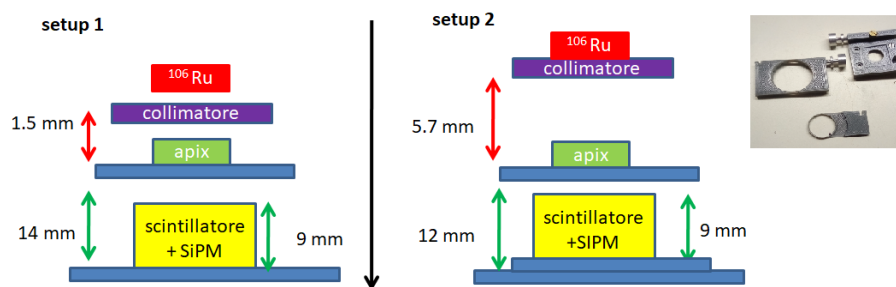 setup 1
106Ru
collimatore
1.5 mm
apix
14 mm
scintillatore
+ SiPM
9 mm
setup 2
106Ru
collimatore
5.7 mm
apix
12 mm
scintillatore
+SIPM
9 mm